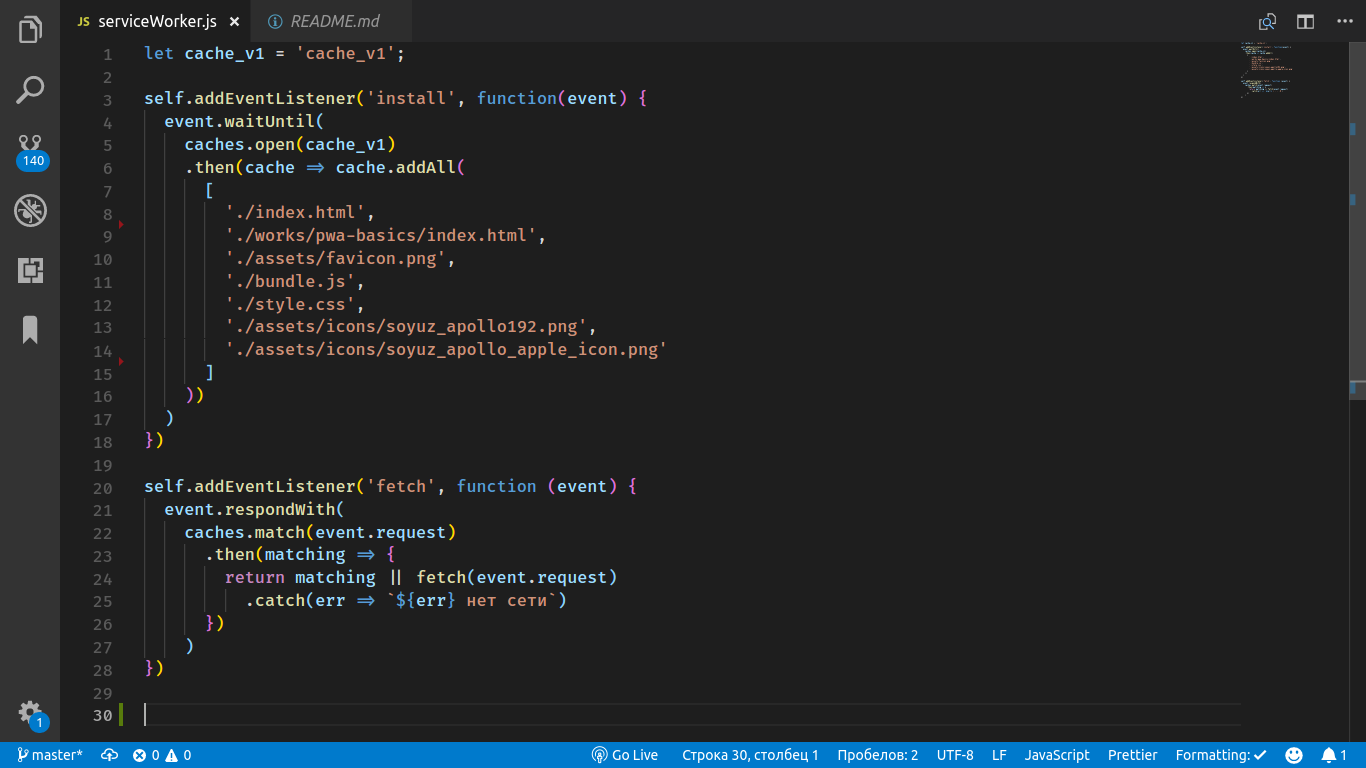 JS serviceWorker.js × README.md
140
1 let cache_v1 = 'cache_v1';
2
3 self.addEventListener('install', function(event) {
4 event.waitUntil(
5 caches.open(cache_v1)
6 .then(cache => cache.addAll(
7 [
8 './index.html',
9 './works/pwa-basics/index.html',
10 './assets/favicon.png',
11 './bundle.js',
12 './style.css',
13 './assets/icons/soyuz_apollo192.png',
14 './assets/icons/soyuz_apollo_apple_icon.png'
15 ]
16 ))
17 )
18 })
19
20 self.addEventListener('fetch', function (event) {
21 event.respondWith(
22 caches.match(event.request)
23 .then(matching => {
24 return matching || fetch(event.request)
25 .catch(err => `${err} нет сети`)
26 })
27 )
28 })
29
30
1
master* 0 0 Go Live Строка 30, столбец 1 Пробелов: 2 UTF-8 LF JavaScript Prettier Formatting: ✓ 1